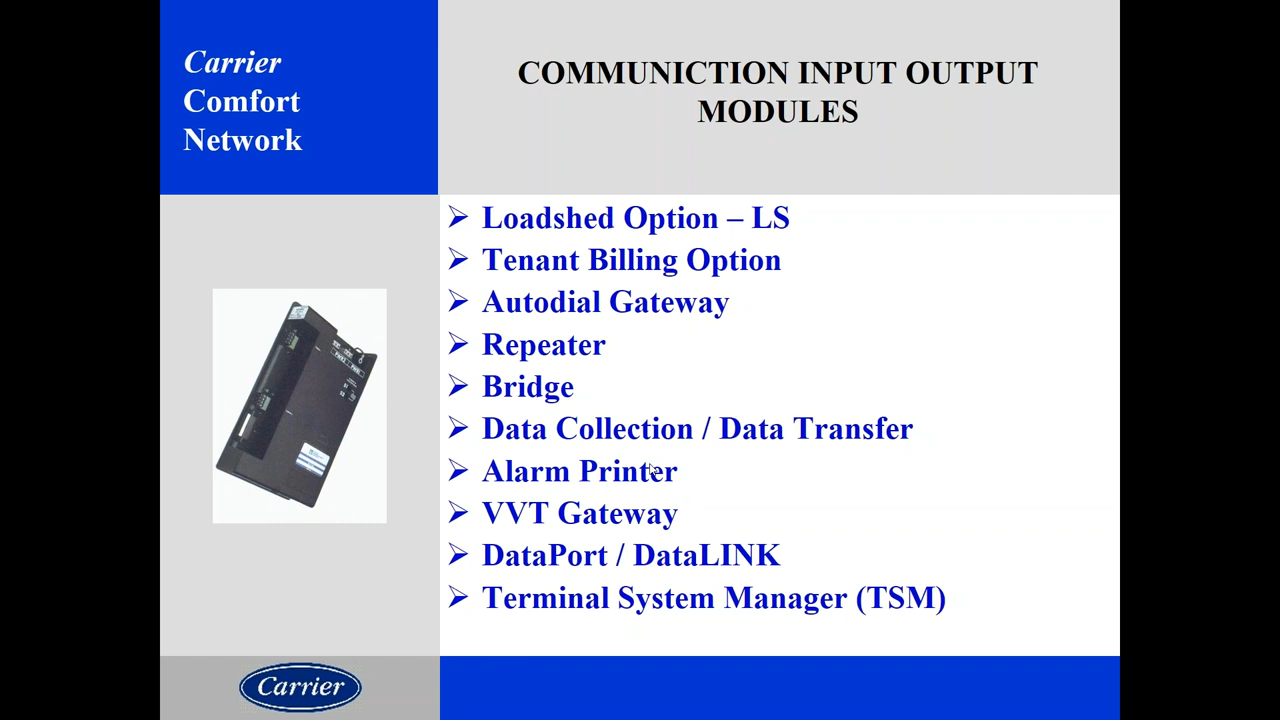 Carrier
Comfort
Network
COMMUNICTION INPUT OUTPUT
MODULES
Loadshed Option – LS
Tenant Billing Option
Autodial Gateway
Repeater
Bridge
Data Collection / Data Transfer
Alarm Printer
VVT Gateway
DataPort / DataLINK
Terminal System Manager (TSM)
Carrier